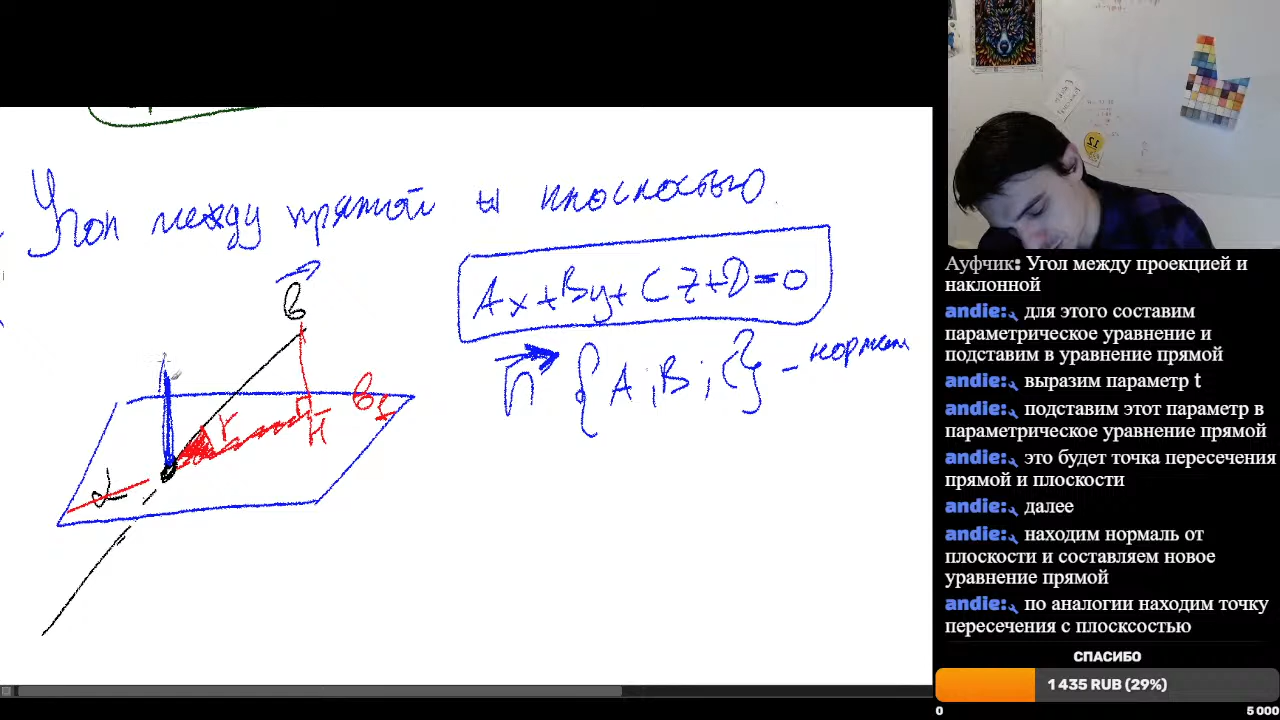 Угол между прямой и плоскостью.
Ax+By+CZ+D=0
n {A;B;C} - нормал
b
b₁
γ
H
α
Ауфчик: Угол между проекцией и
наклонной
andie: для этого составим
параметрическое уравнение и
подставим в уравнение прямой
andie: выразим параметр t
andie: подставим этот параметр в
параметрическое уравнение прямой
andie: это будет точка пересечения
прямой и плоскости
andie: далее
andie: находим нормаль от
плоскости и составляем новое
уравнение прямой
andie: по аналогии находим точку
пересечения с плосксостью
СПАСИБО
1 435 RUB (29%)
0 5 000